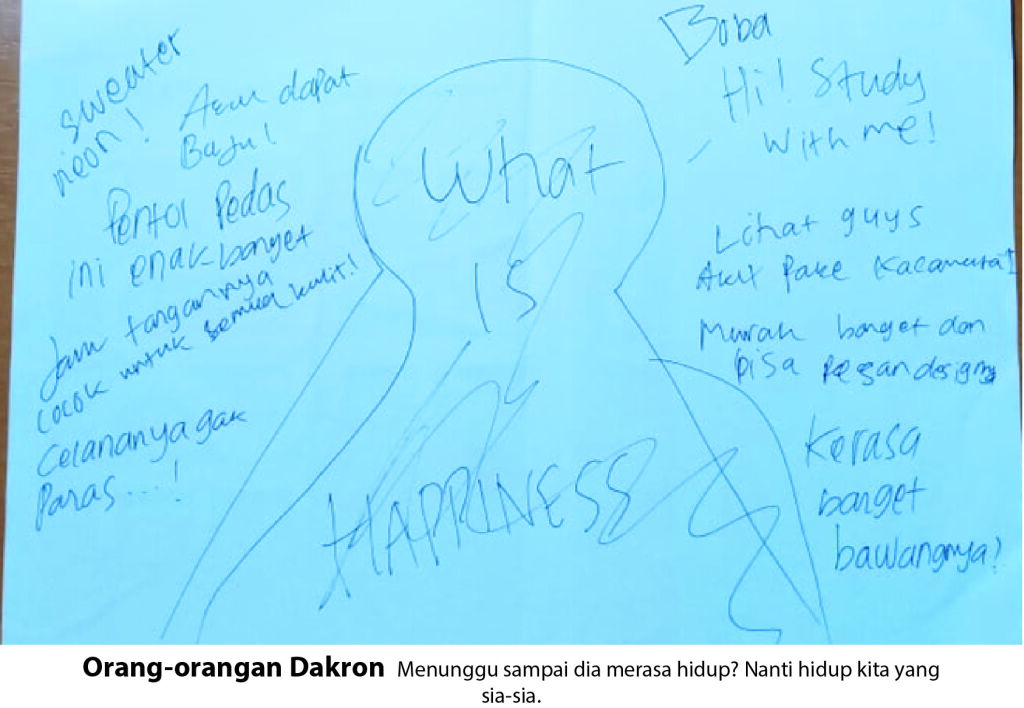 sweater
neon!
Aku dapat
Baju!
Pentol Pedas
ini enak banget
Jam tangannya
cocok untuk semua kulit!
Celananya gak
Panas...!
What
IS
HAPPINESS
Boba
Hi! Study
With me!
Lihat guys
Aku Pake Kacamata!
Murah banget dan
bisa Pesan designnya
Kerasa
banget
bawangnya?
Orang-orangan Dakron Menunggu sampai dia merasa hidup? Nanti hidup kita yang
sia-sia.